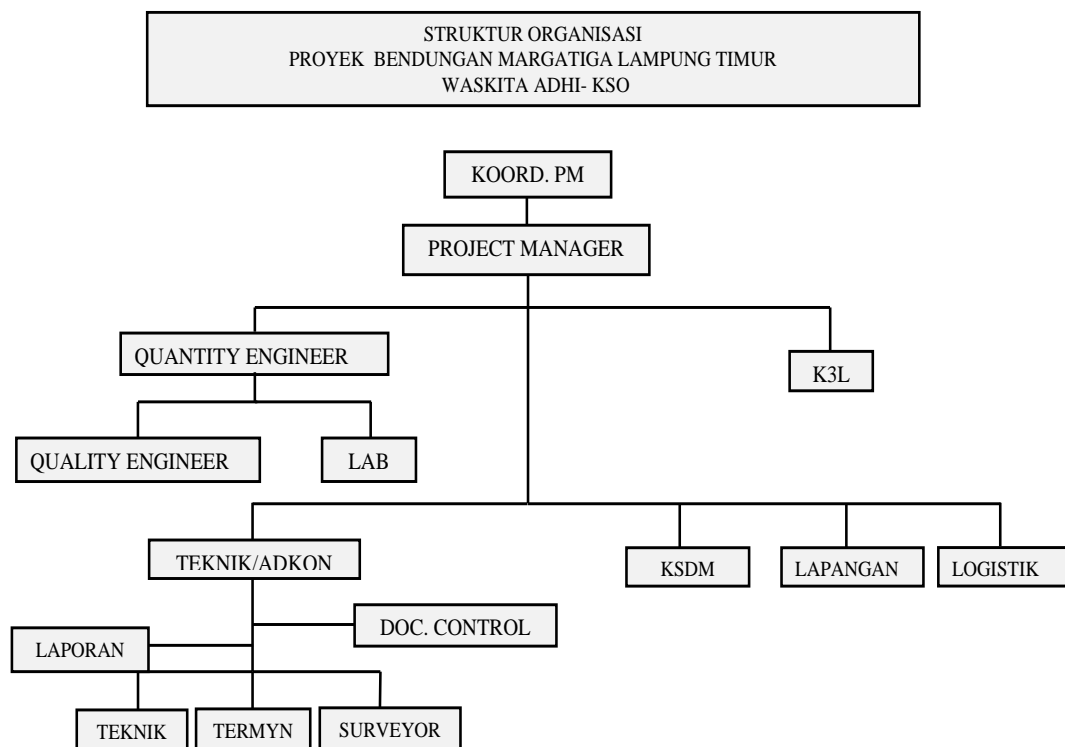 STRUKTUR ORGANISASI
PROYEK BENDUNGAN MARGATIGA LAMPUNG TIMUR
WASKITA ADHI- KSO
KOORD. PM
PROJECT MANAGER
QUANTITY ENGINEER
K3L
QUALITY ENGINEER
LAB
TEKNIK/ADKON
KSDM
LAPANGAN
LOGISTIK
DOC. CONTROL
LAPORAN
TEKNIK
TERMYN
SURVEYOR